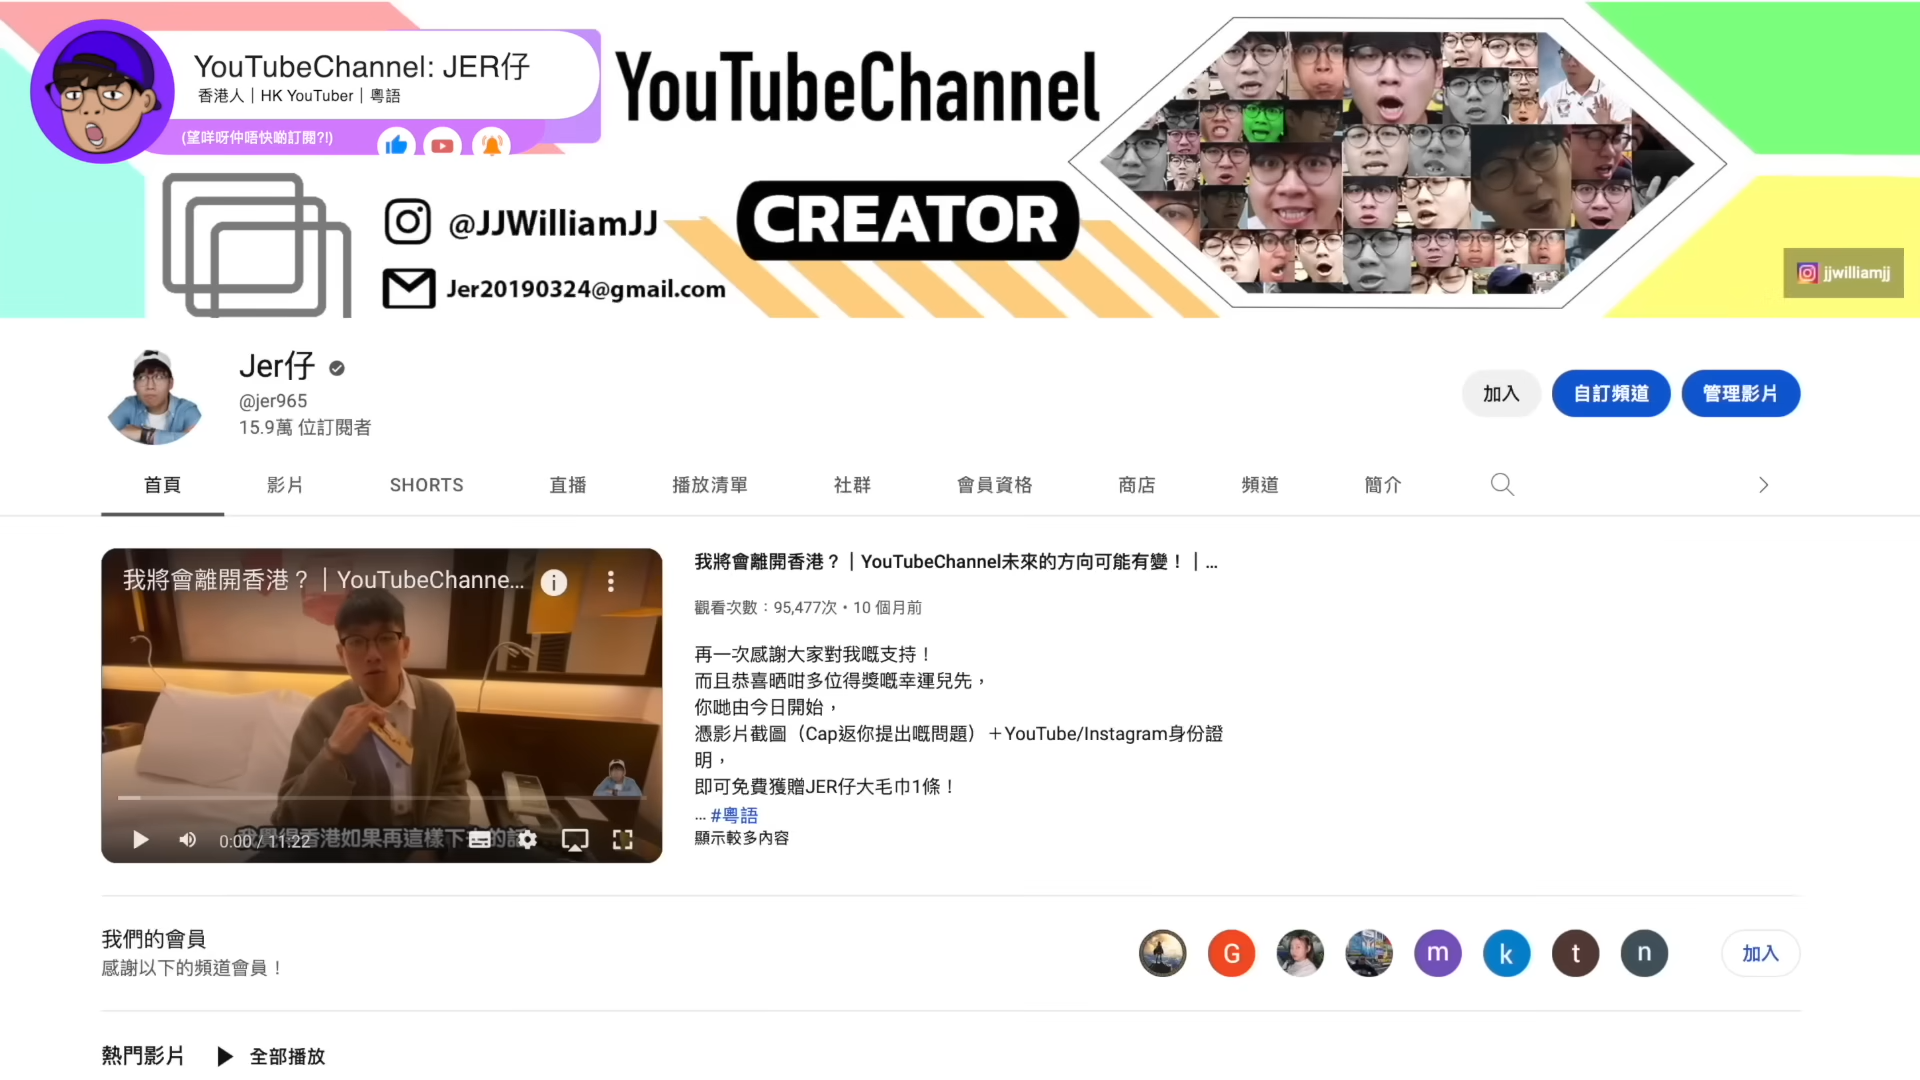 YouTubeChannel: JER仔
香港人｜HK YouTuber｜粵語
(望咩呀仲唔快啲訂閱?!)
YouTubeChannel
CREATOR
@JJWilliamJJ
Jer20190324@gmail.com
jjwilliamjj
Jer仔
@jer965
15.9萬 位訂閱者
加入 自訂頻道 管理影片
首頁 影片 SHORTS 直播 播放清單 社群 會員資格 商店 頻道 簡介
我將會離開香港？｜YouTubeChanne...
0:00 / 11:22
我將會離開香港？｜YouTubeChannel未來的方向可能有變！｜...
觀看次數：95,477次・10 個月前
再一次感謝大家對我嘅支持！
而且恭喜晒咁多位得獎嘅幸運兒先，
你哋由今日開始，
憑影片截圖（Cap返你提出嘅問題）＋YouTube/Instagram身份證
明，
即可免費獲贈JER仔大毛巾1條！
... #粵語
顯示較多內容
我們的會員
感謝以下的頻道會員！
G m k t n
加入
熱門影片 全部播放